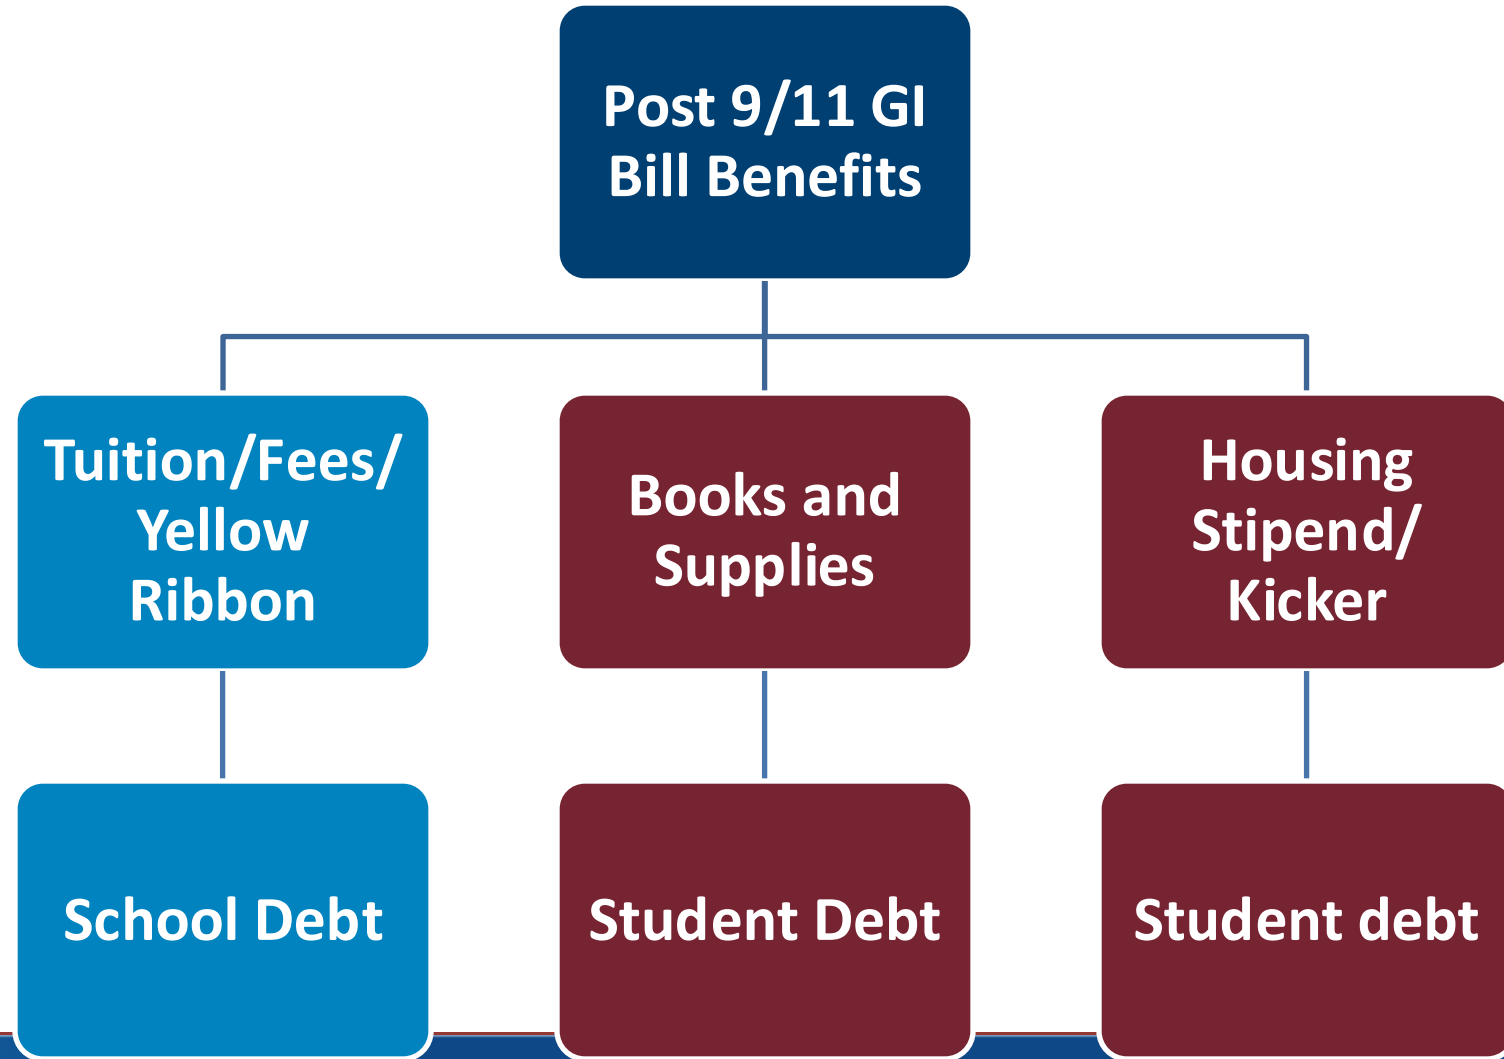 Post 9/11 GI
Bill Benefits
Tuition/Fees/
Yellow
Ribbon
Books and
Supplies
Housing
Stipend/
Kicker
School Debt
Student Debt
Student debt